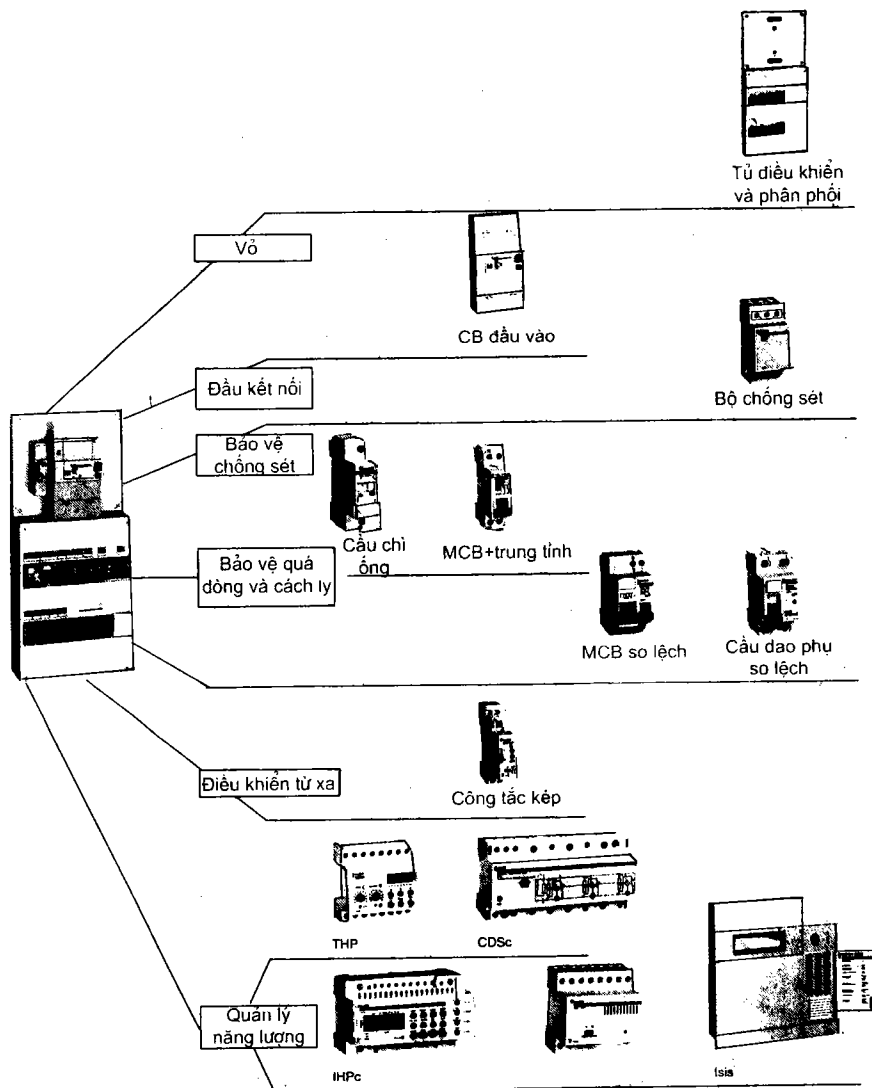 Tủ điều khiển
và phân phối
Vỏ
CB đầu vào
Đầu kết nối
Bộ chống sét
Bảo vệ
chống sét
Cầu chì
ống
MCB+trung tính
Bảo vệ quá
dòng và cách ly
MCB so lệch
Cầu dao phụ
so lệch
Điều khiển từ xa
Công tắc kép
THP
CDSc
Quản lý
năng lượng
IHPc
Isis